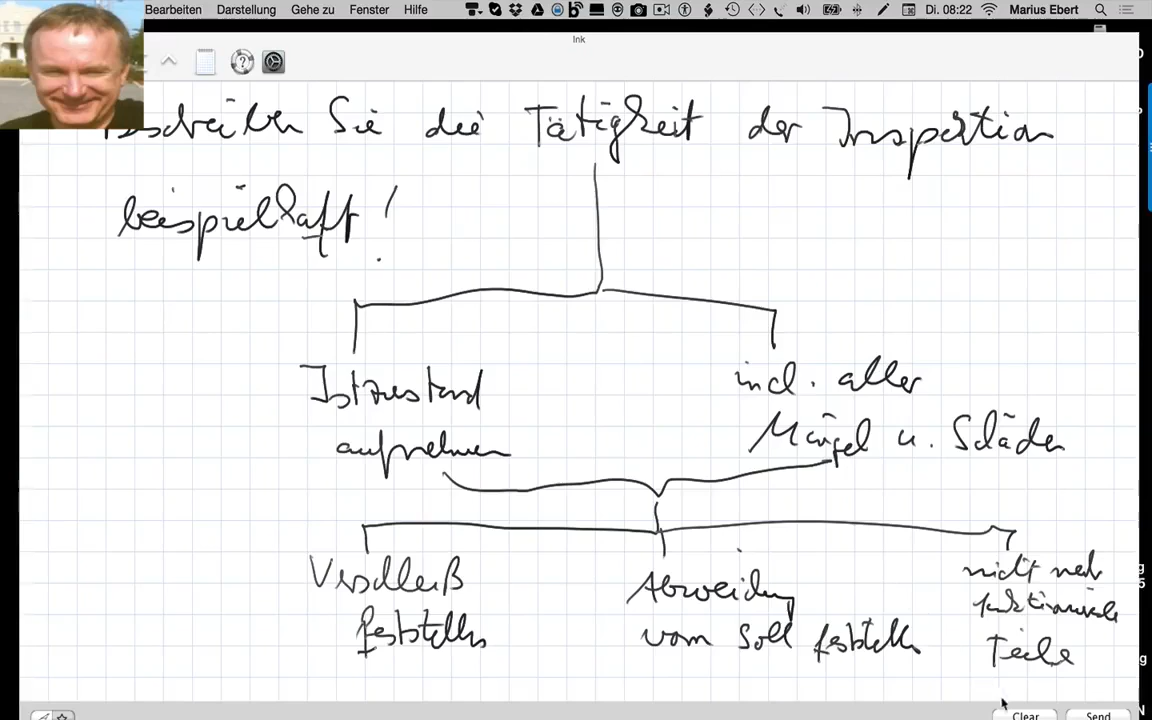 Bearbeiten Darstellung Gehe zu Fenster Hilfe Di. 08:22 Marius Ebert
Ink
Beschreiben Sie die Tätigkeit der Inspektion
beispielhaft!
Istzustand
aufnehmen
incl. aller
Mängel u. Schäden
Verschleiß
feststellen
Abweichung
vom Soll feststellen
nicht mehr
funktionierende
Teile
Clear Send